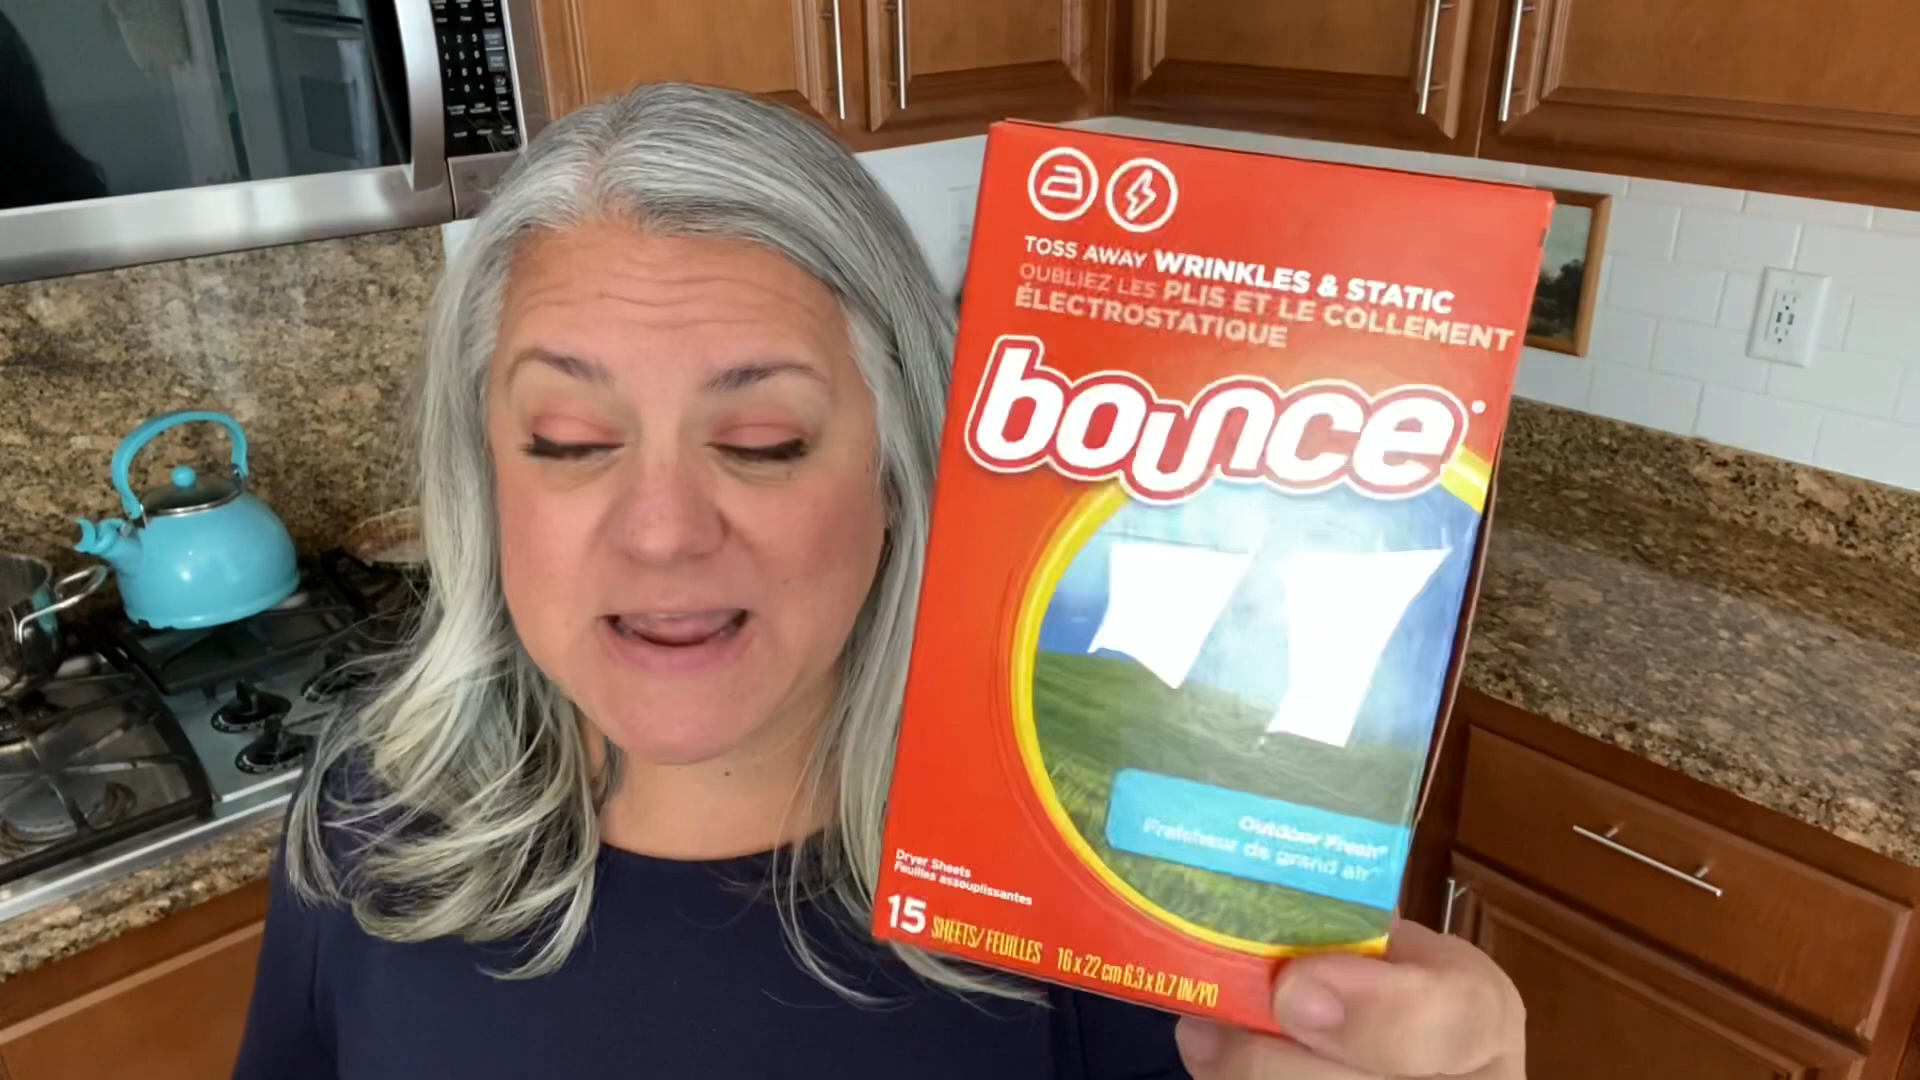 TOSS AWAY WRINKLES & STATIC
OUBLIEZ LES PLIS ET LE COLLEMENT
ÉLECTROSTATIQUE
bounce
Outdoor Fresh
Fraîcheur de grand air
Dryer Sheets
Feuilles assouplissantes
15 SHEETS/FEUILLES 16 x 22 cm 6.3 x 8.7 IN/PO